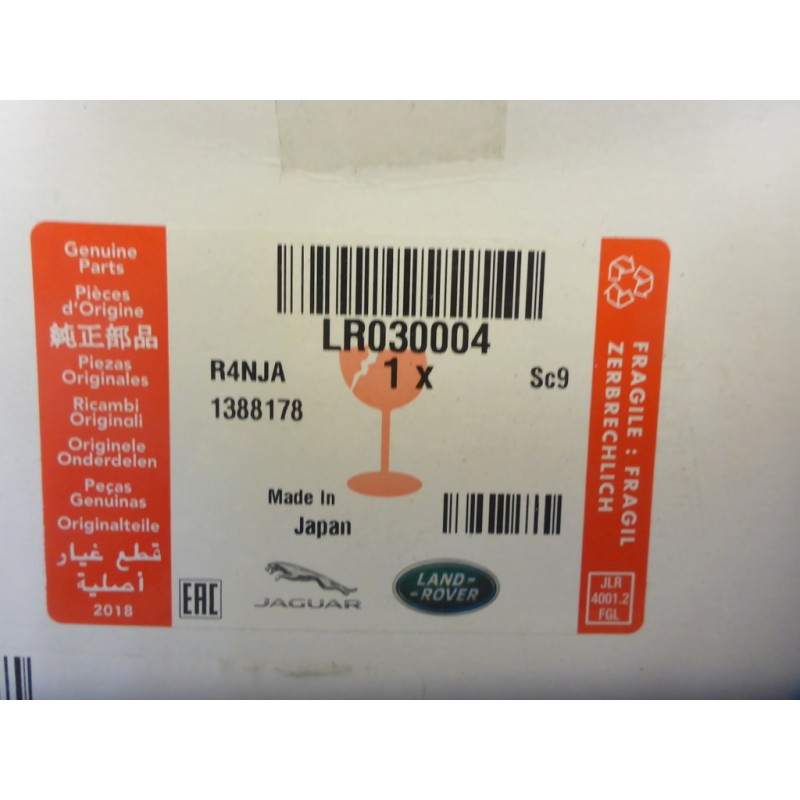 Genuine
Parts
Pièces
d'Origine
純正部品
Piezas
Originales
Ricambi
Originali
Originele
Onderdelen
Peças
Genuinas
Originalteile
قطع غيار
أصلية
2018
LR030004
1 x
R4NJA
Sc9
1388178
Made In
Japan
EAC
JAGUAR
LAND-
-ROVER
FRAGILE : FRAGIL
ZERBRECHLICH
JLR
4001.2
FGL